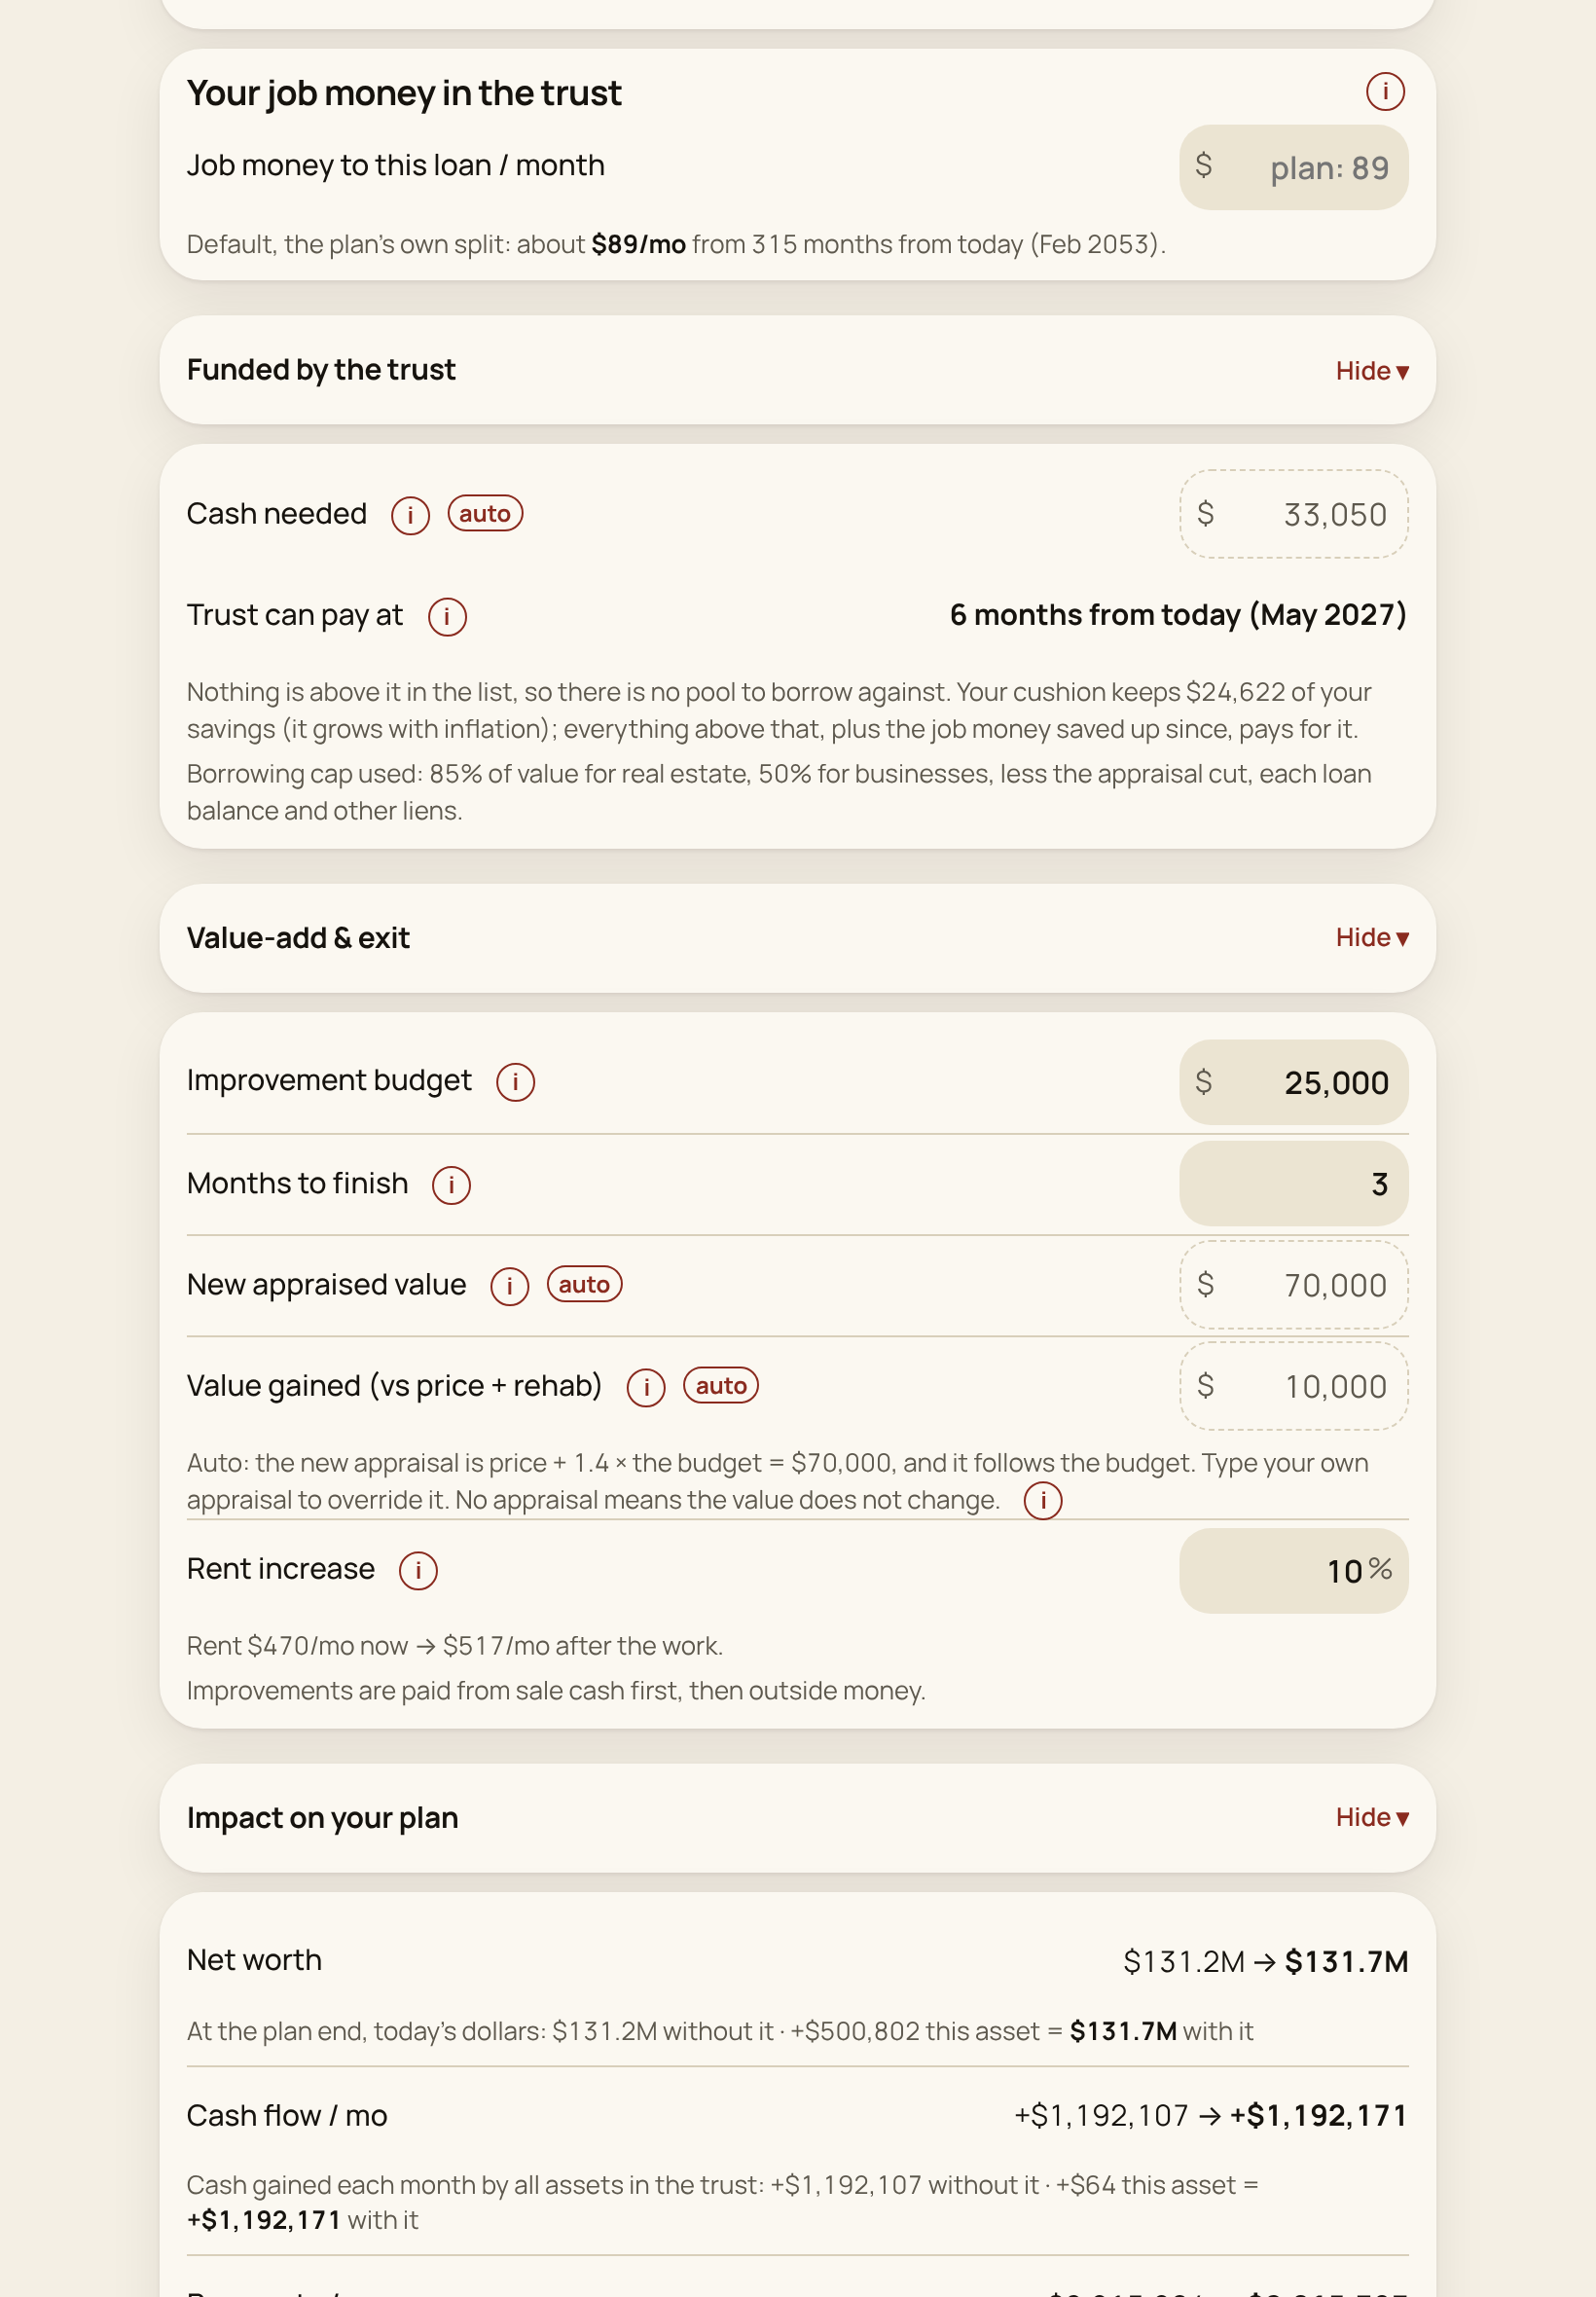 Your job money in the trust i
Job money to this loan / month $ plan: 89
Default, the plan's own split: about $89/mo from 315 months from today (Feb 2053).
Funded by the trust Hide ▾
Cash needed i auto $ 33,050
Trust can pay at i 6 months from today (May 2027)
Nothing is above it in the list, so there is no pool to borrow against. Your cushion keeps $24,622 of your
savings (it grows with inflation); everything above that, plus the job money saved up since, pays for it.
Borrowing cap used: 85% of value for real estate, 50% for businesses, less the appraisal cut, each loan
balance and other liens.
Value-add & exit Hide ▾
Improvement budget i $ 25,000
Months to finish i 3
New appraised value i auto $ 70,000
Value gained (vs price + rehab) i auto $ 10,000
Auto: the new appraisal is price + 1.4 × the budget = $70,000, and it follows the budget. Type your own
appraisal to override it. No appraisal means the value does not change. i
Rent increase i 10 %
Rent $470/mo now → $517/mo after the work.
Improvements are paid from sale cash first, then outside money.
Impact on your plan Hide ▾
Net worth $131.2M → $131.7M
At the plan end, today's dollars: $131.2M without it · +$500,802 this asset = $131.7M with it
Cash flow / mo +$1,192,107 → +$1,192,171
Cash gained each month by all assets in the trust: +$1,192,107 without it · +$64 this asset =
+$1,192,171 with it